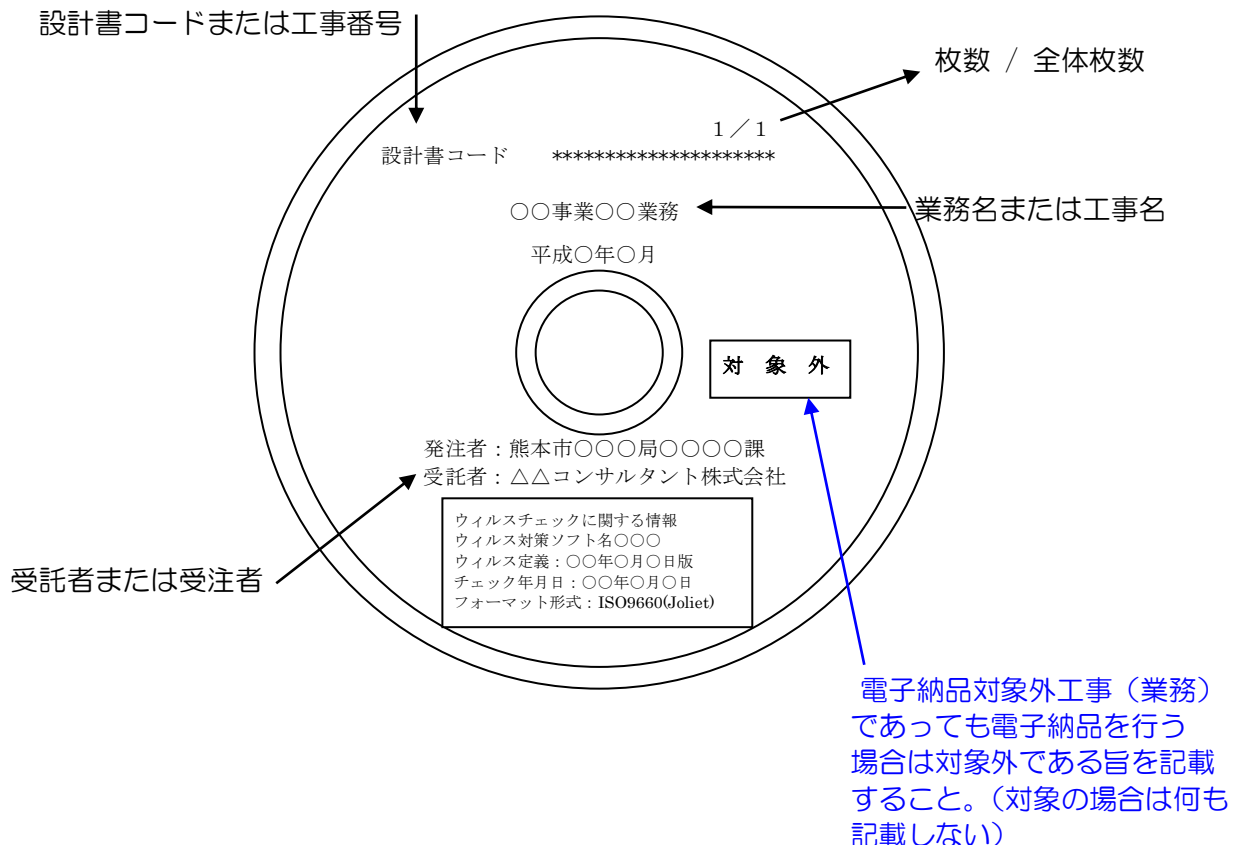 設計書コードまたは工事番号
枚数 / 全体枚数
1／1
設計書コード *********************
○○事業○○業務
業務名または工事名
平成○年○月
対 象 外
発注者：熊本市○○○局○○○○課
受託者：△△コンサルタント株式会社
ウィルスチェックに関する情報
ウィルス対策ソフト名○○○
ウィルス定義：○○年○月○日版
チェック年月日：○○年○月○日
フォーマット形式：ISO9660(Joliet)
受託者または受注者
電子納品対象外工事（業務）
であっても電子納品を行う
場合は対象外である旨を記載
すること。（対象の場合は何も
記載しない）